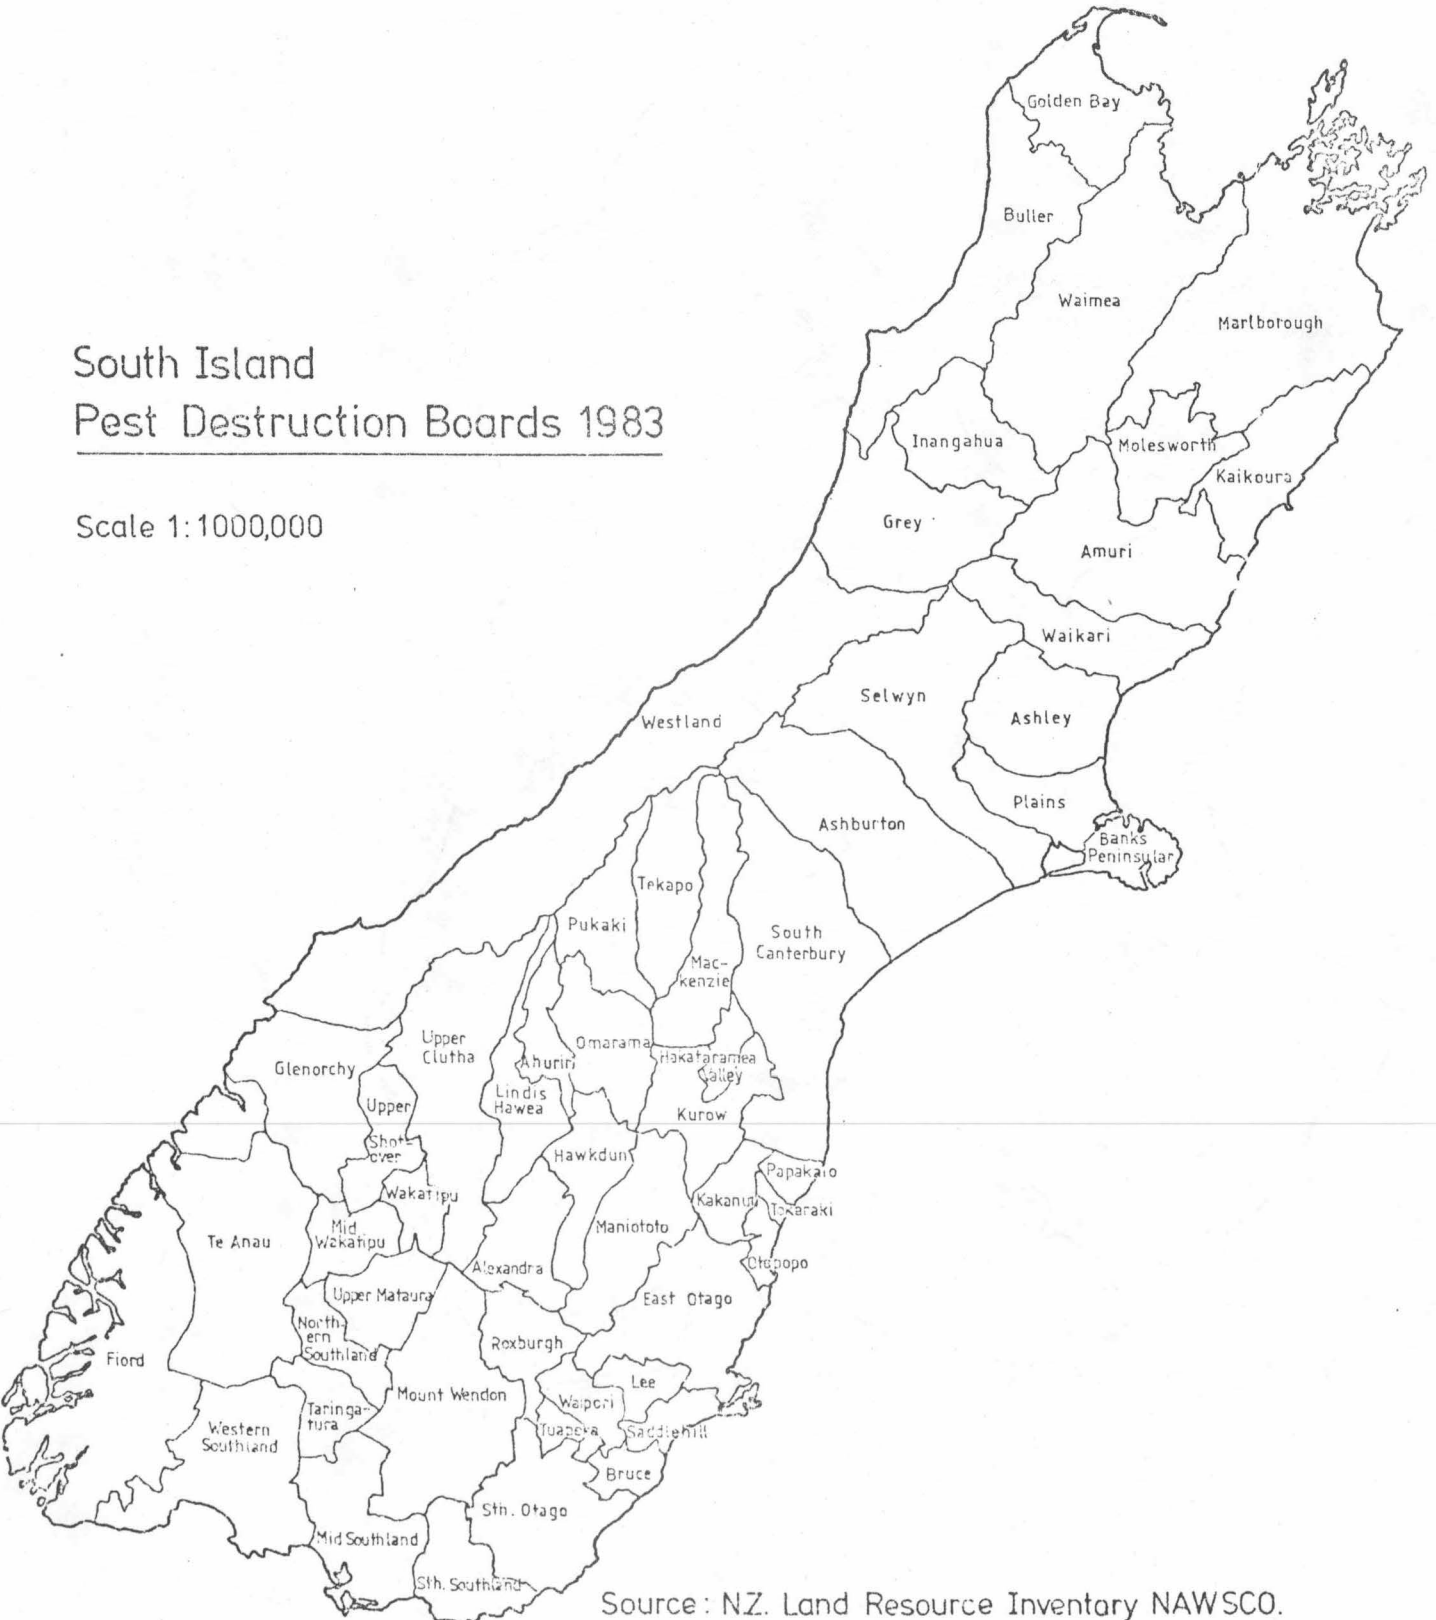 Golden Bay
Buller
Waimea
Marlborough
South Island
Pest Destruction Boards 1983
Scale 1:1000,000
Inangahua
Molesworth
Kaikoura
Grey
Amuri
Waikari
Selwyn
Westland
Ashley
Plains
Ashburton
Banks
Peninsular
Tekapo
Pukaki
South
Canterbury
Mac-
kenzie
Upper
Clutha
Omarama
Ahuriri
Hakataramea
Valley
Glenorchy
Lindis
Hawea
Upper
Shot-
over
Kurow
Hawkdun
Papakaio
Wakatipu
Kakanui
Tokaraki
Mid
Wakatipu
Te Anau
Maniototo
Otepopo
Alexandra
Upper Mataura
East Otago
North-
ern
Southland
Roxburgh
Fiord
Lee
Mount Wendon
Waipori
Taringa-
tura
Tuapeka
Saddlehill
Western
Southland
Bruce
Sth. Otago
Mid Southland
Sth. Southland
Source: NZ. Land Resource Inventory NAWSCO.